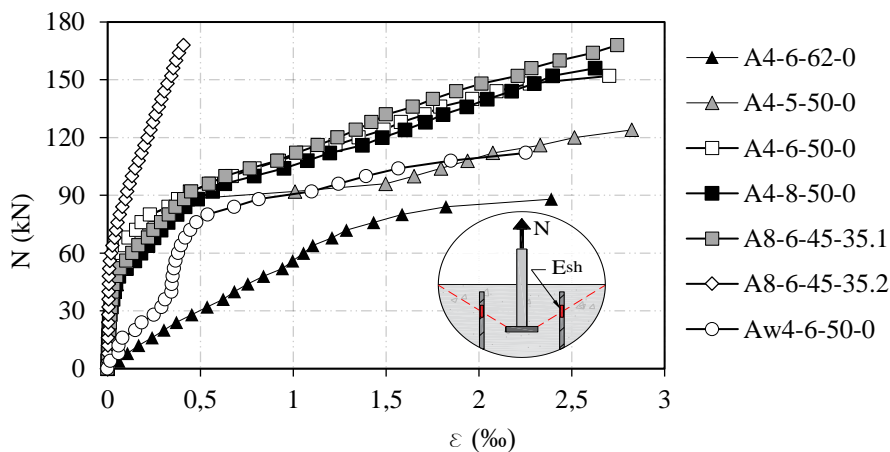 N (kN)
180
150
120
90
60
30
0
0 0,5 1 1,5 2 2,5 3
ε (‰)
N
Esh
A4-6-62-0
A4-5-50-0
A4-6-50-0
A4-8-50-0
A8-6-45-35.1
A8-6-45-35.2
Aw4-6-50-0